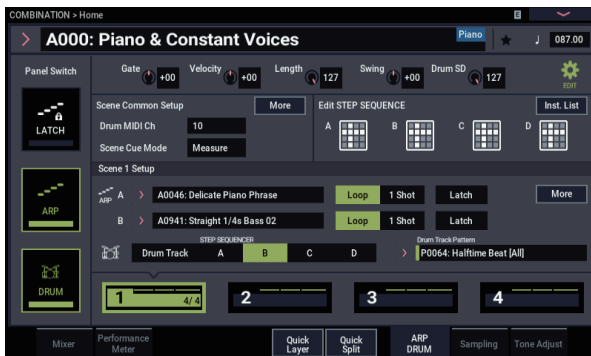 COMBINATION > Home
E
A000: Piano & Constant Voices
Piano
♩ 087.00
Panel Switch
Gate +00 Velocity +00 Length 127 Swing +00 Drum SD 127
EDIT
LATCH
Scene Common Setup More
Drum MIDI Ch 10
Scene Cue Mode Measure
Edit STEP SEQUENCE Inst. List
A B C D
Scene 1 Setup
ARP
ARP A > A0046: Delicate Piano Phrase Loop 1 Shot Latch More
B > A0941: Straight 1/4s Bass 02 Loop 1 Shot Latch
STEP SEQUENCER
Drum Track A B C D
Drum Track Pattern
> P0064: Halftime Beat [All]
DRUM
1 4/4 2 3 4
Mixer Performance Meter Quick Layer Quick Split ARP DRUM Sampling Tone Adjust